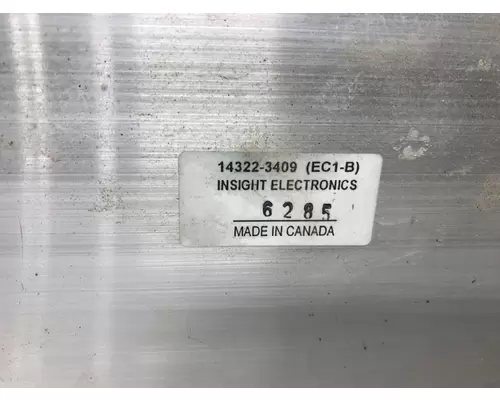 14322-3409 (EC1-B)
INSIGHT ELECTRONICS
6285
MADE IN CANADA